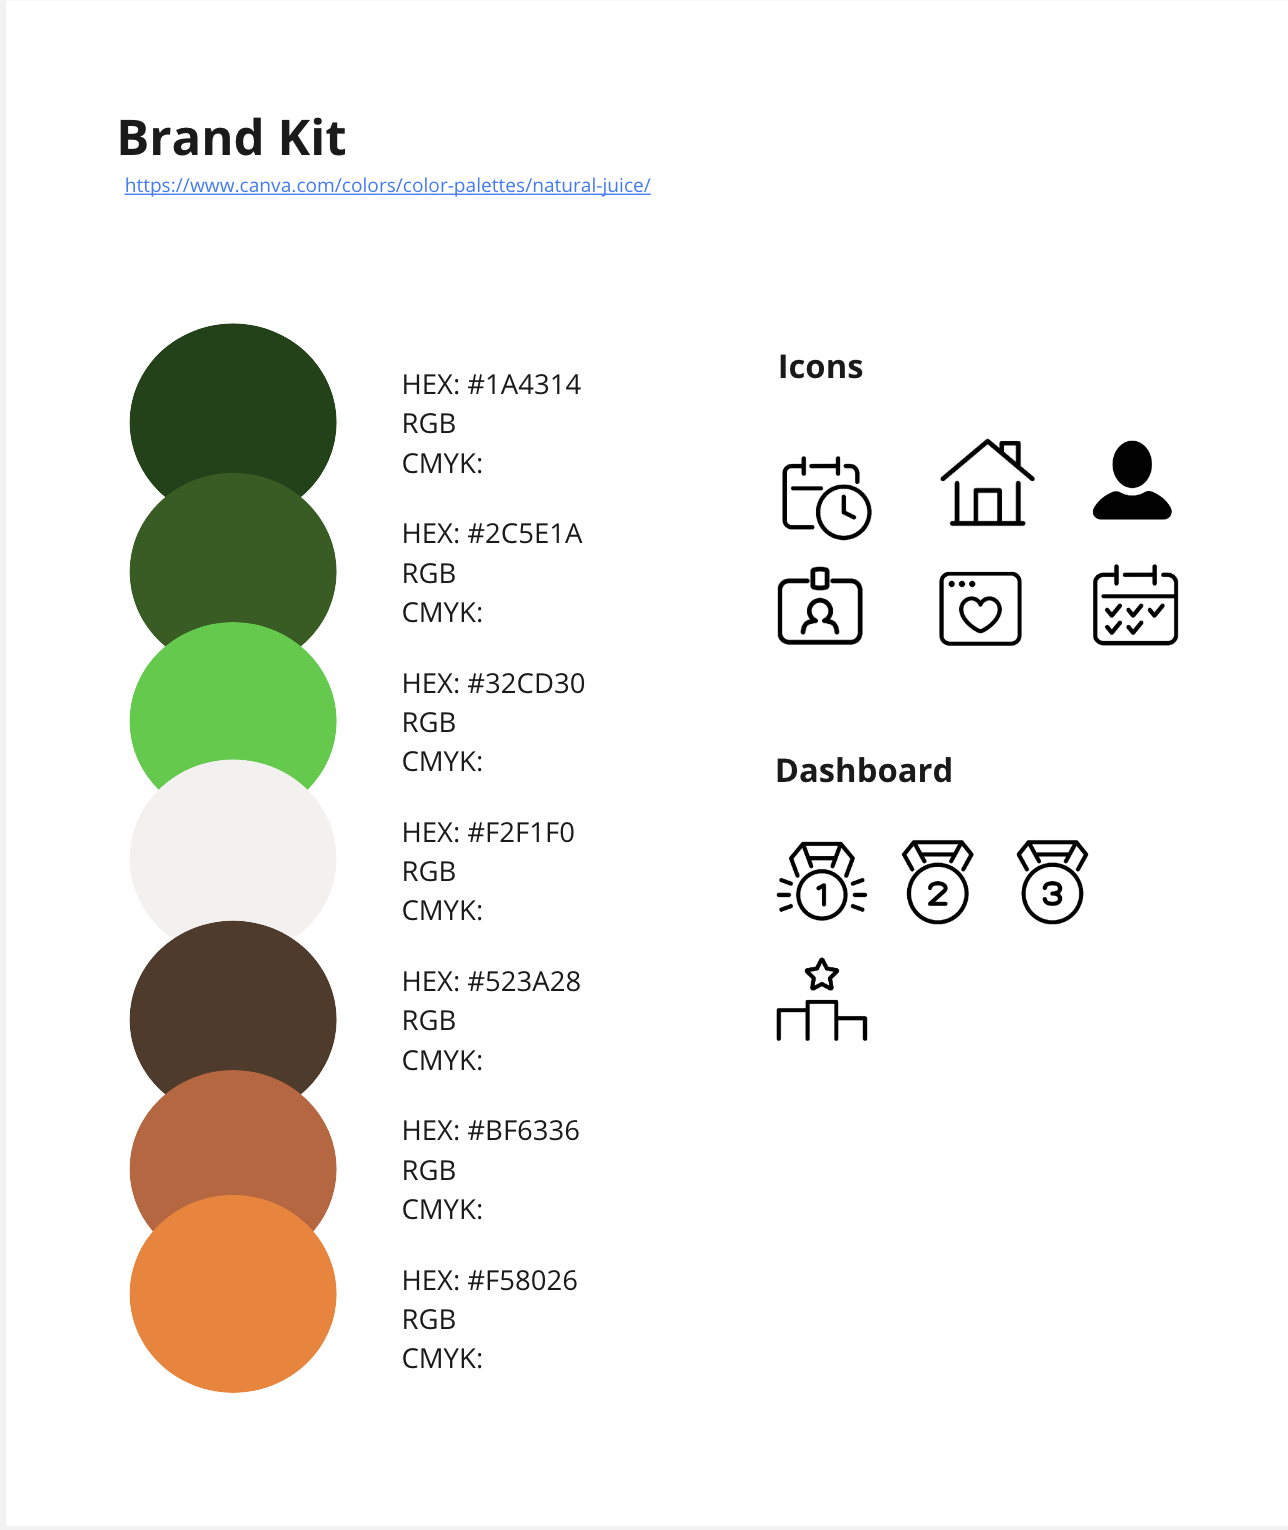 Brand Kit
https://www.canva.com/colors/color-palettes/natural-juice/
HEX: #1A4314
RGB
CMYK:
HEX: #2C5E1A
RGB
CMYK:
HEX: #32CD30
RGB
CMYK:
HEX: #F2F1F0
RGB
CMYK:
HEX: #523A28
RGB
CMYK:
HEX: #BF6336
RGB
CMYK:
HEX: #F58026
RGB
CMYK:
Icons
Dashboard
1 2 3